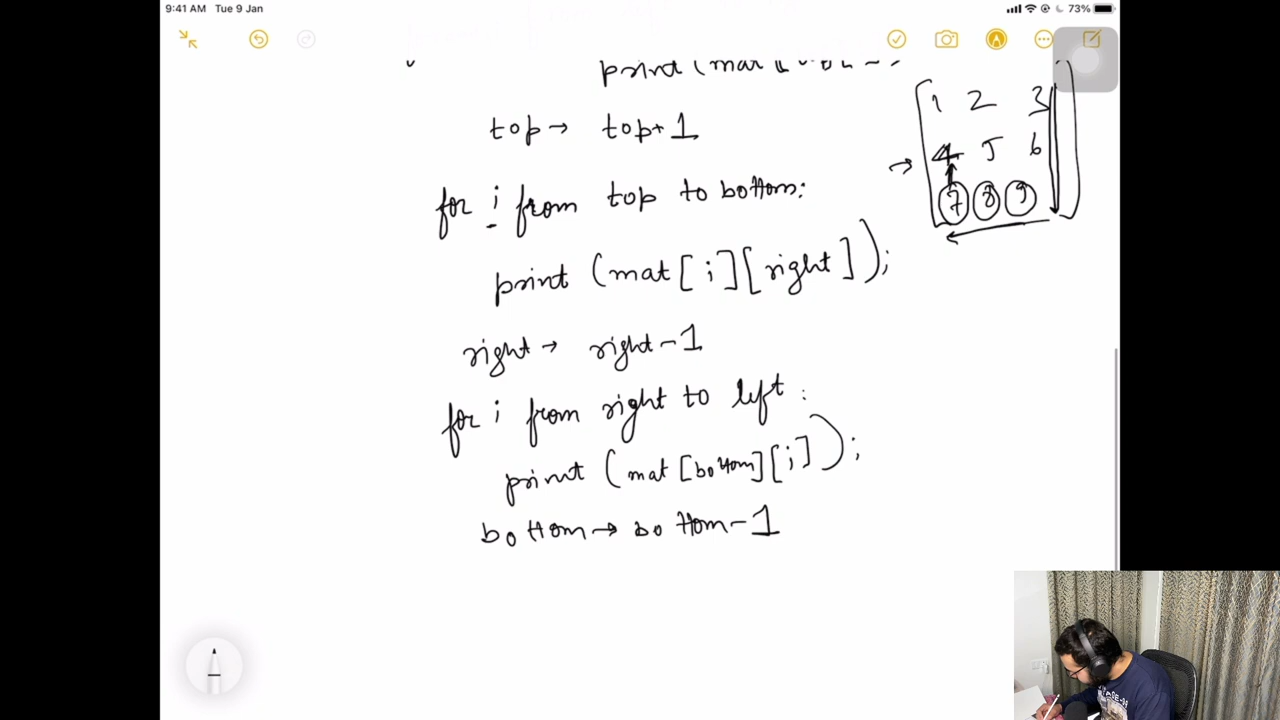 9:41 AM Tue 9 Jan
73%
print (mat
top → top+1
for i from top to bottom:
print (mat[i][right]);
right → right-1
for i from right to left :
print (mat[bottom][i]);
bottom → bottom-1
1 2 3
4 5 6
7 8 9